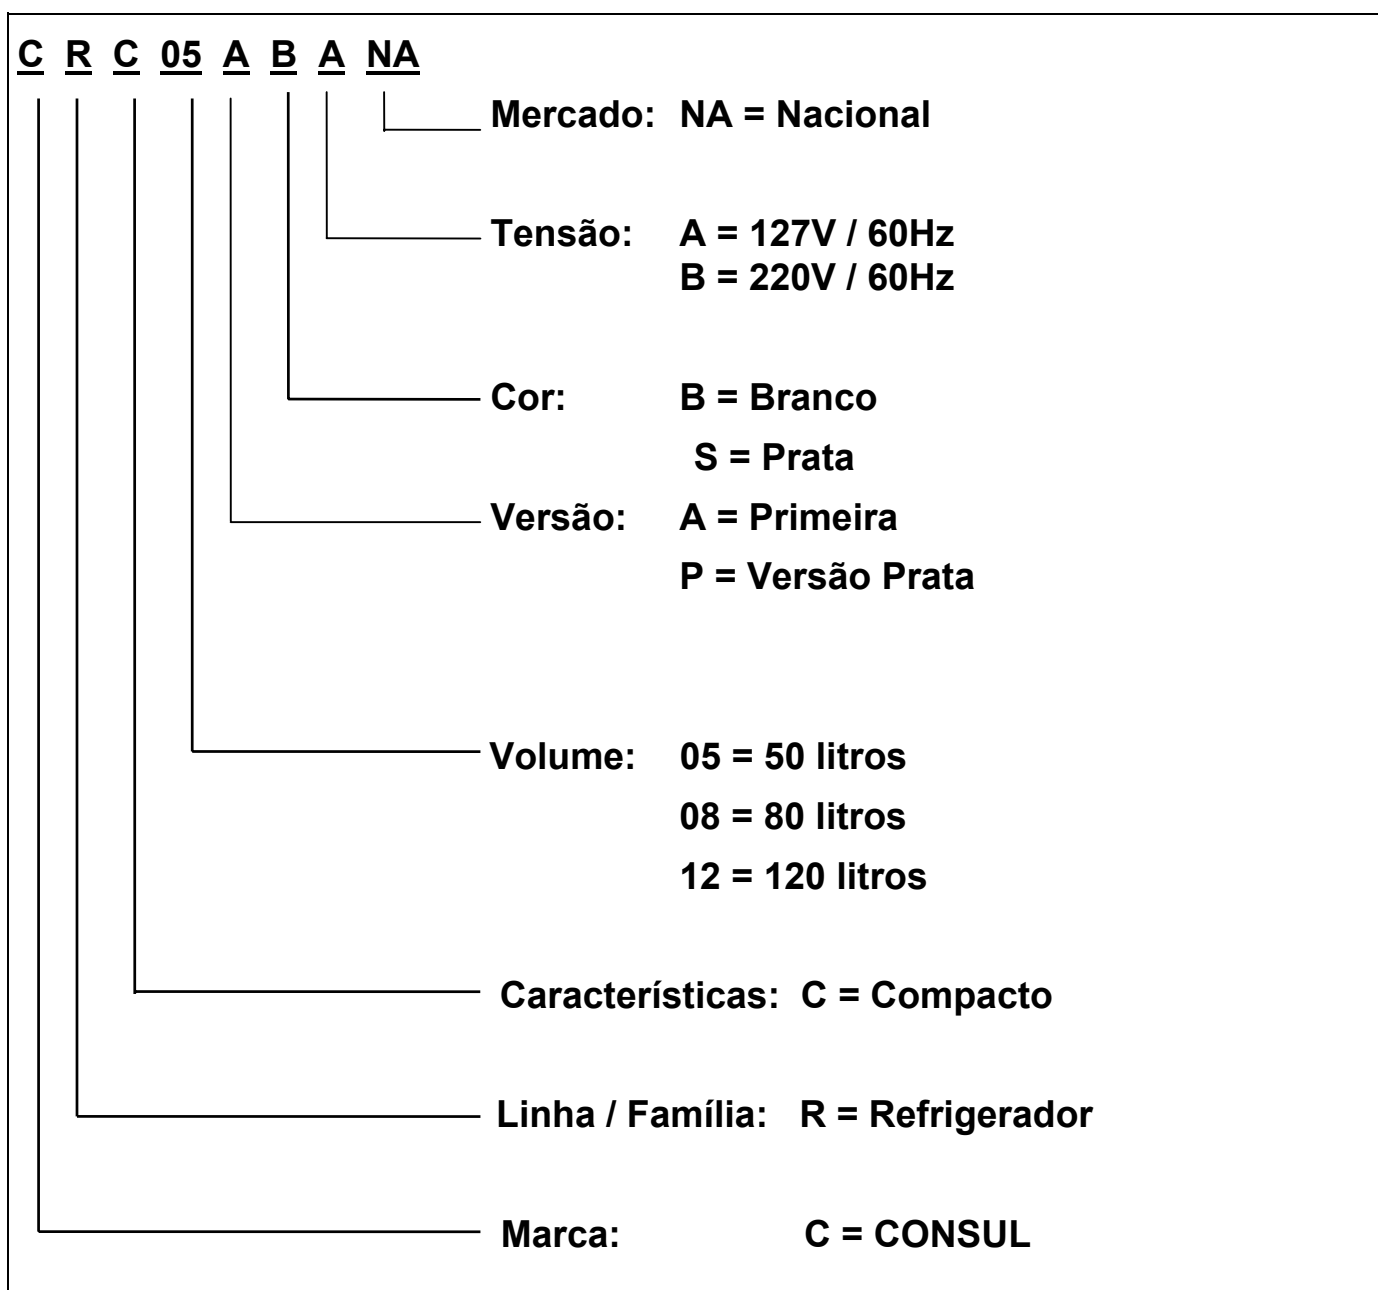 C R C 05 A B A NA
Mercado: NA = Nacional
Tensão: A = 127V / 60Hz
B = 220V / 60Hz
Cor: B = Branco
S = Prata
Versão: A = Primeira
P = Versão Prata
Volume: 05 = 50 litros
08 = 80 litros
12 = 120 litros
Características: C = Compacto
Linha / Família: R = Refrigerador
Marca: C = CONSUL